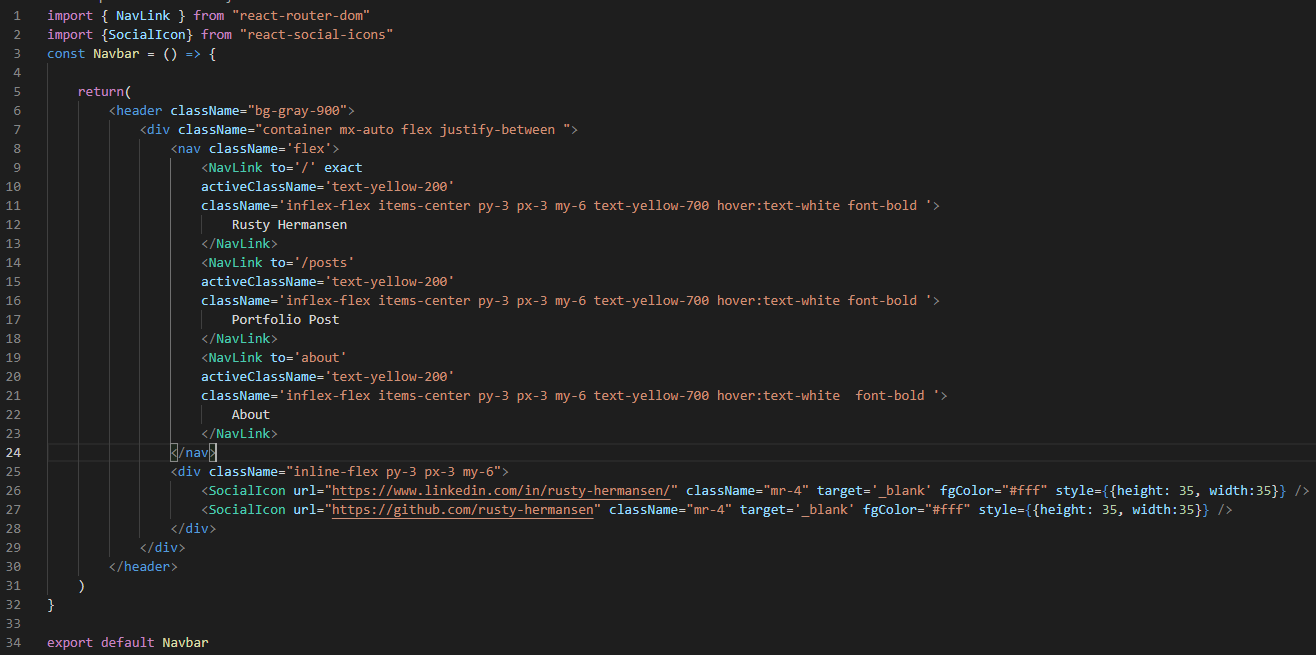 1 import { NavLink } from "react-router-dom"
2 import {SocialIcon} from "react-social-icons"
3 const Navbar = () => {
4
5 return(
6 <header className="bg-gray-900">
7 <div className="container mx-auto flex justify-between ">
8 <nav className='flex'>
9 <NavLink to='/' exact
10 activeClassName='text-yellow-200'
11 className='inflex-flex items-center py-3 px-3 my-6 text-yellow-700 hover:text-white font-bold '>
12 Rusty Hermansen
13 </NavLink>
14 <NavLink to='/posts'
15 activeClassName='text-yellow-200'
16 className='inflex-flex items-center py-3 px-3 my-6 text-yellow-700 hover:text-white font-bold '>
17 Portfolio Post
18 </NavLink>
19 <NavLink to='about'
20 activeClassName='text-yellow-200'
21 className='inflex-flex items-center py-3 px-3 my-6 text-yellow-700 hover:text-white  font-bold '>
22 About
23 </NavLink>
24 </nav>
25 <div className="inline-flex py-3 px-3 my-6">
26 <SocialIcon url="https://www.linkedin.com/in/rusty-hermansen/" className="mr-4" target='_blank' fgColor="#fff" style={{height: 35, width:35}} />
27 <SocialIcon url="https://github.com/rusty-hermansen" className="mr-4" target='_blank' fgColor="#fff" style={{height: 35, width:35}} />
28 </div>
29 </div>
30 </header>
31 )
32 }
33
34 export default Navbar